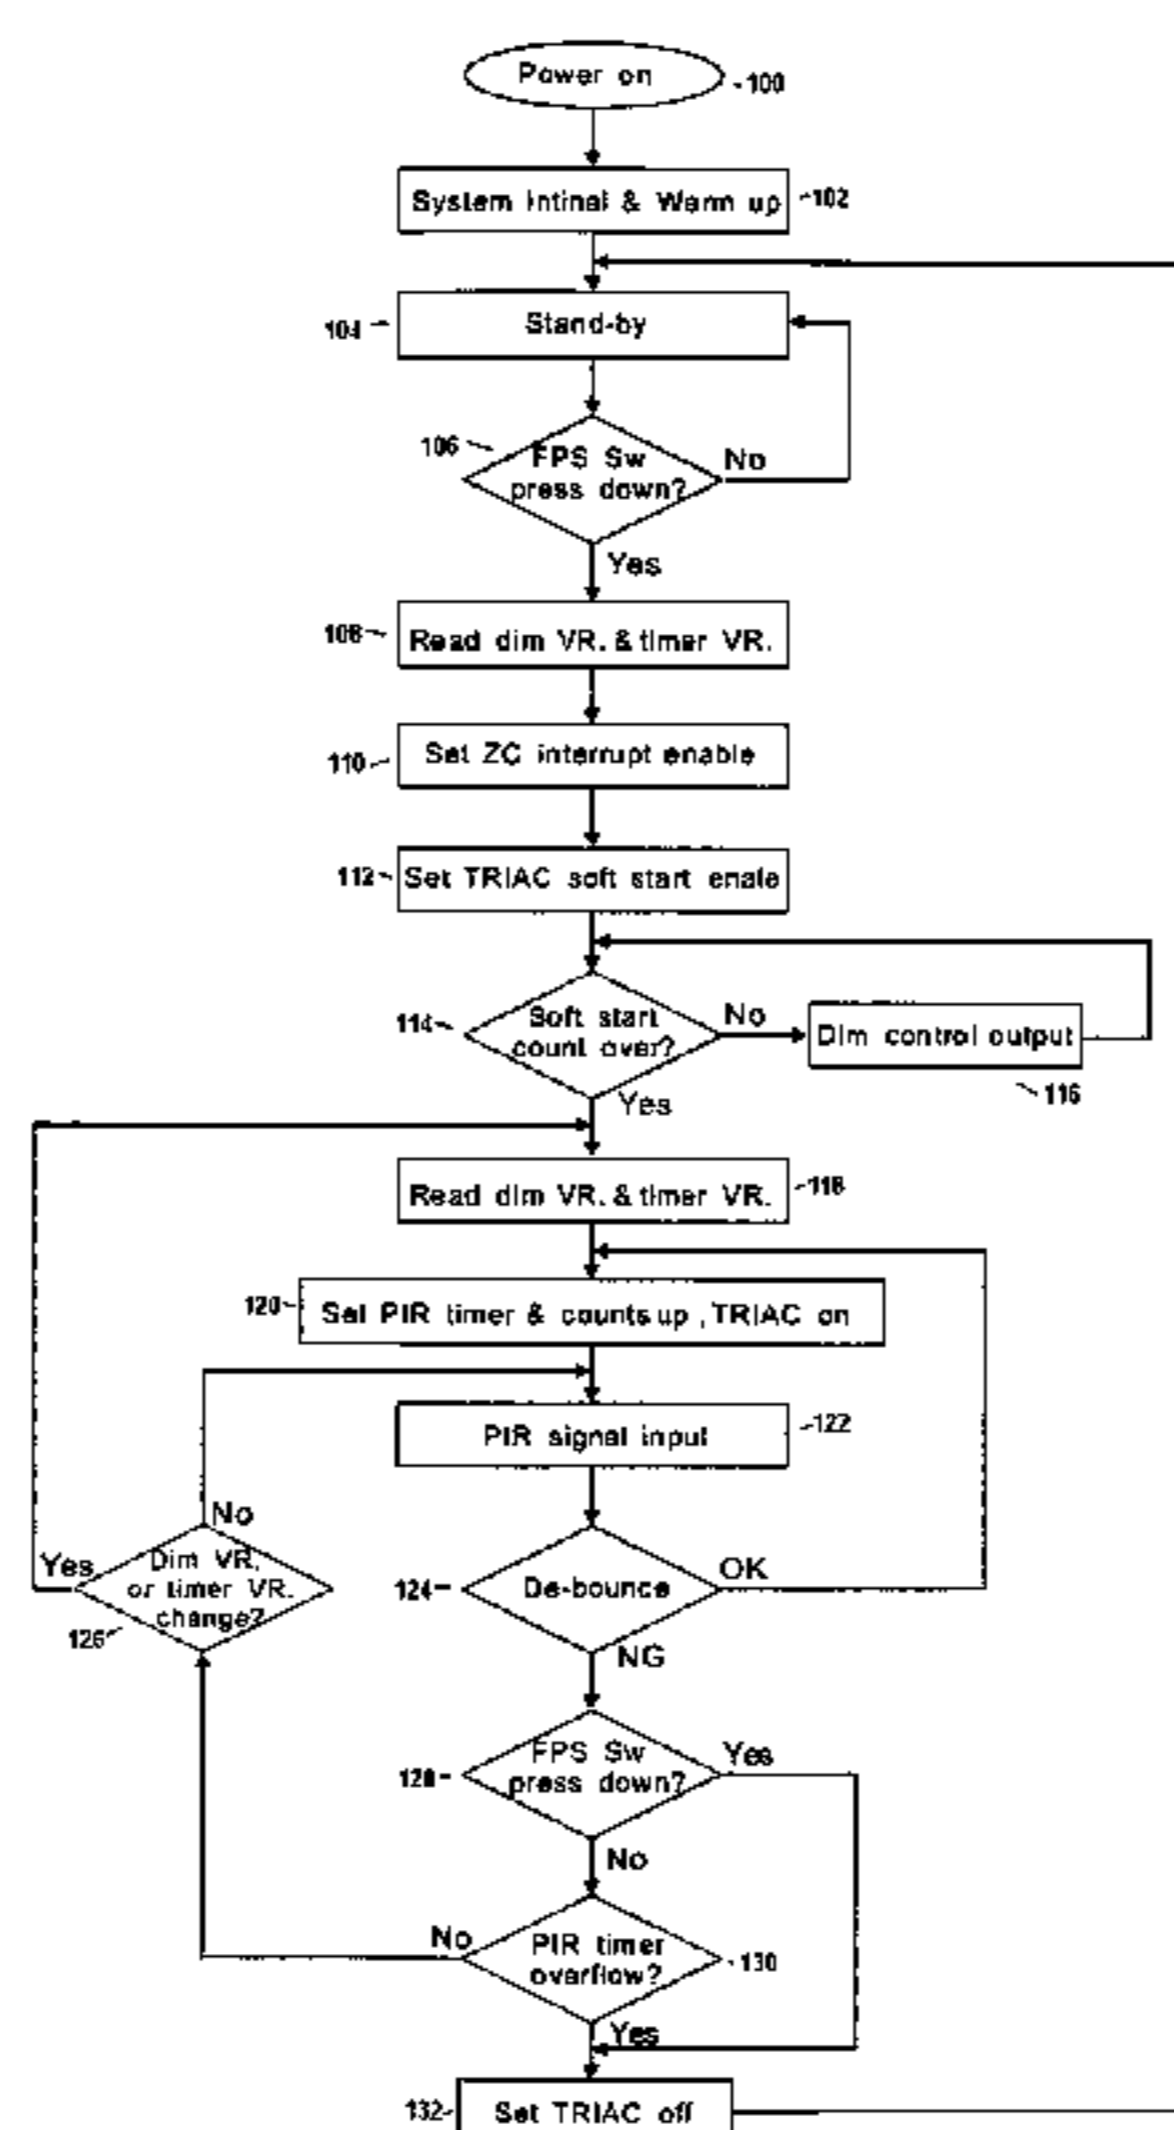 Power on
100
System Intinal & Warm up
102
104
Stand-by
106
FPS Sw
press down?
No
Yes
108
Read dim VR. & timer VR.
110
Set ZC interrupt enable
112
Set TRIAC soft start enale
114
Soft start
count over?
No
Dim control output
116
Yes
Read dim VR. & timer VR.
118
120
Set PIR timer & counts up , TRIAC on
PIR signal input
122
No
Yes
Dim VR.
or timer VR.
change?
126
124
De-bounce
OK
NG
128
FPS Sw
press down?
Yes
No
No
PIR timer
overflow?
130
Yes
132
Set TRIAC off